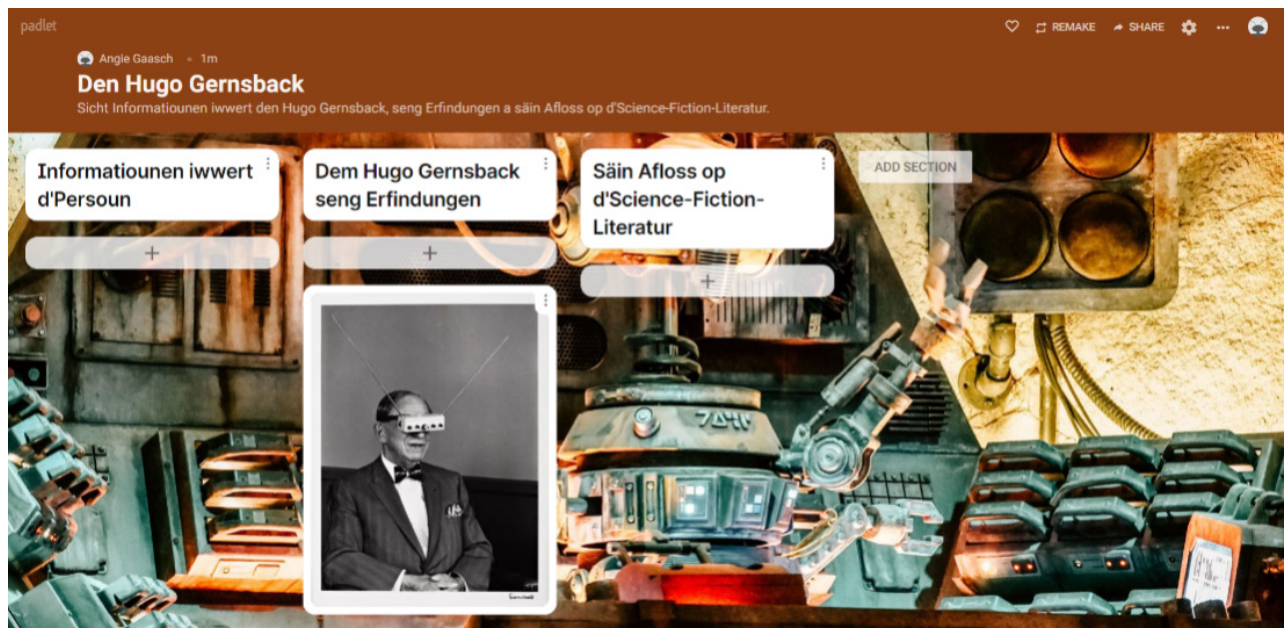 padlet
REMAKE
SHARE
Angie Gaasch • 1m
Den Hugo Gernsback
Sicht Informatiounen iwwert den Hugo Gernsback, seng Erfindungen a säin Afloss op d'Science-Fiction-Literatur.
Informatiounen iwwert
d'Persoun
Dem Hugo Gernsback
seng Erfindungen
Säin Afloss op
d'Science-Fiction-
Literatur
ADD SECTION